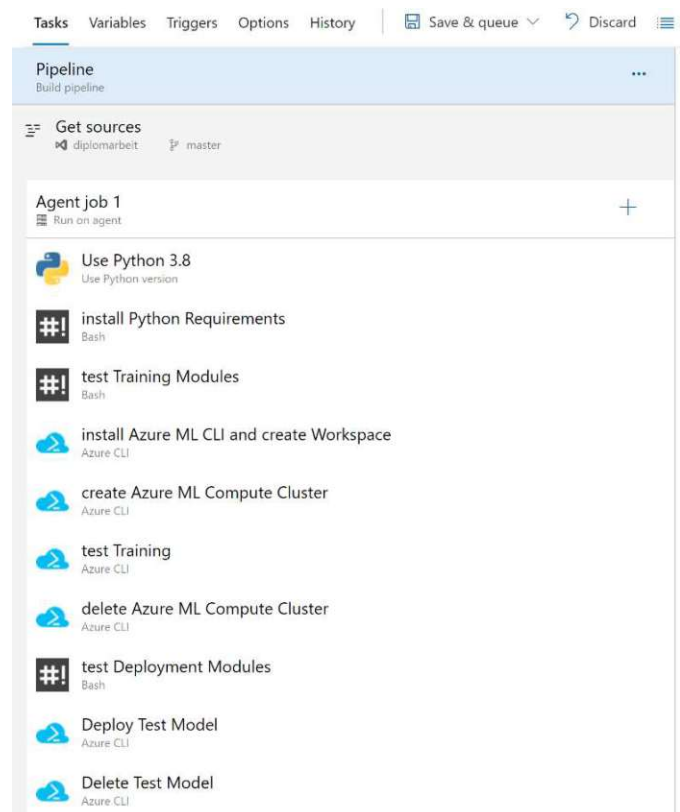 Tasks Variables Triggers Options History Save & queue Discard
Pipeline
Build pipeline
Get sources
diplomarbeit master
Agent job 1
Run on agent
Use Python 3.8
Use Python version
#! install Python Requirements
Bash
#! test Training Modules
Bash
install Azure ML CLI and create Workspace
Azure CLI
create Azure ML Compute Cluster
Azure CLI
test Training
Azure CLI
delete Azure ML Compute Cluster
Azure CLI
#! test Deployment Modules
Bash
Deploy Test Model
Azure CLI
Delete Test Model
Azure CLI